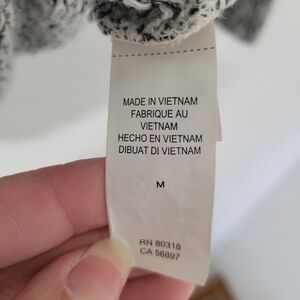 MADE IN VIETNAM
FABRIQUE AU
VIETNAM
HECHO EN VIETNAM
DIBUAT DI VIETNAM
M
RN 80318
CA 56897